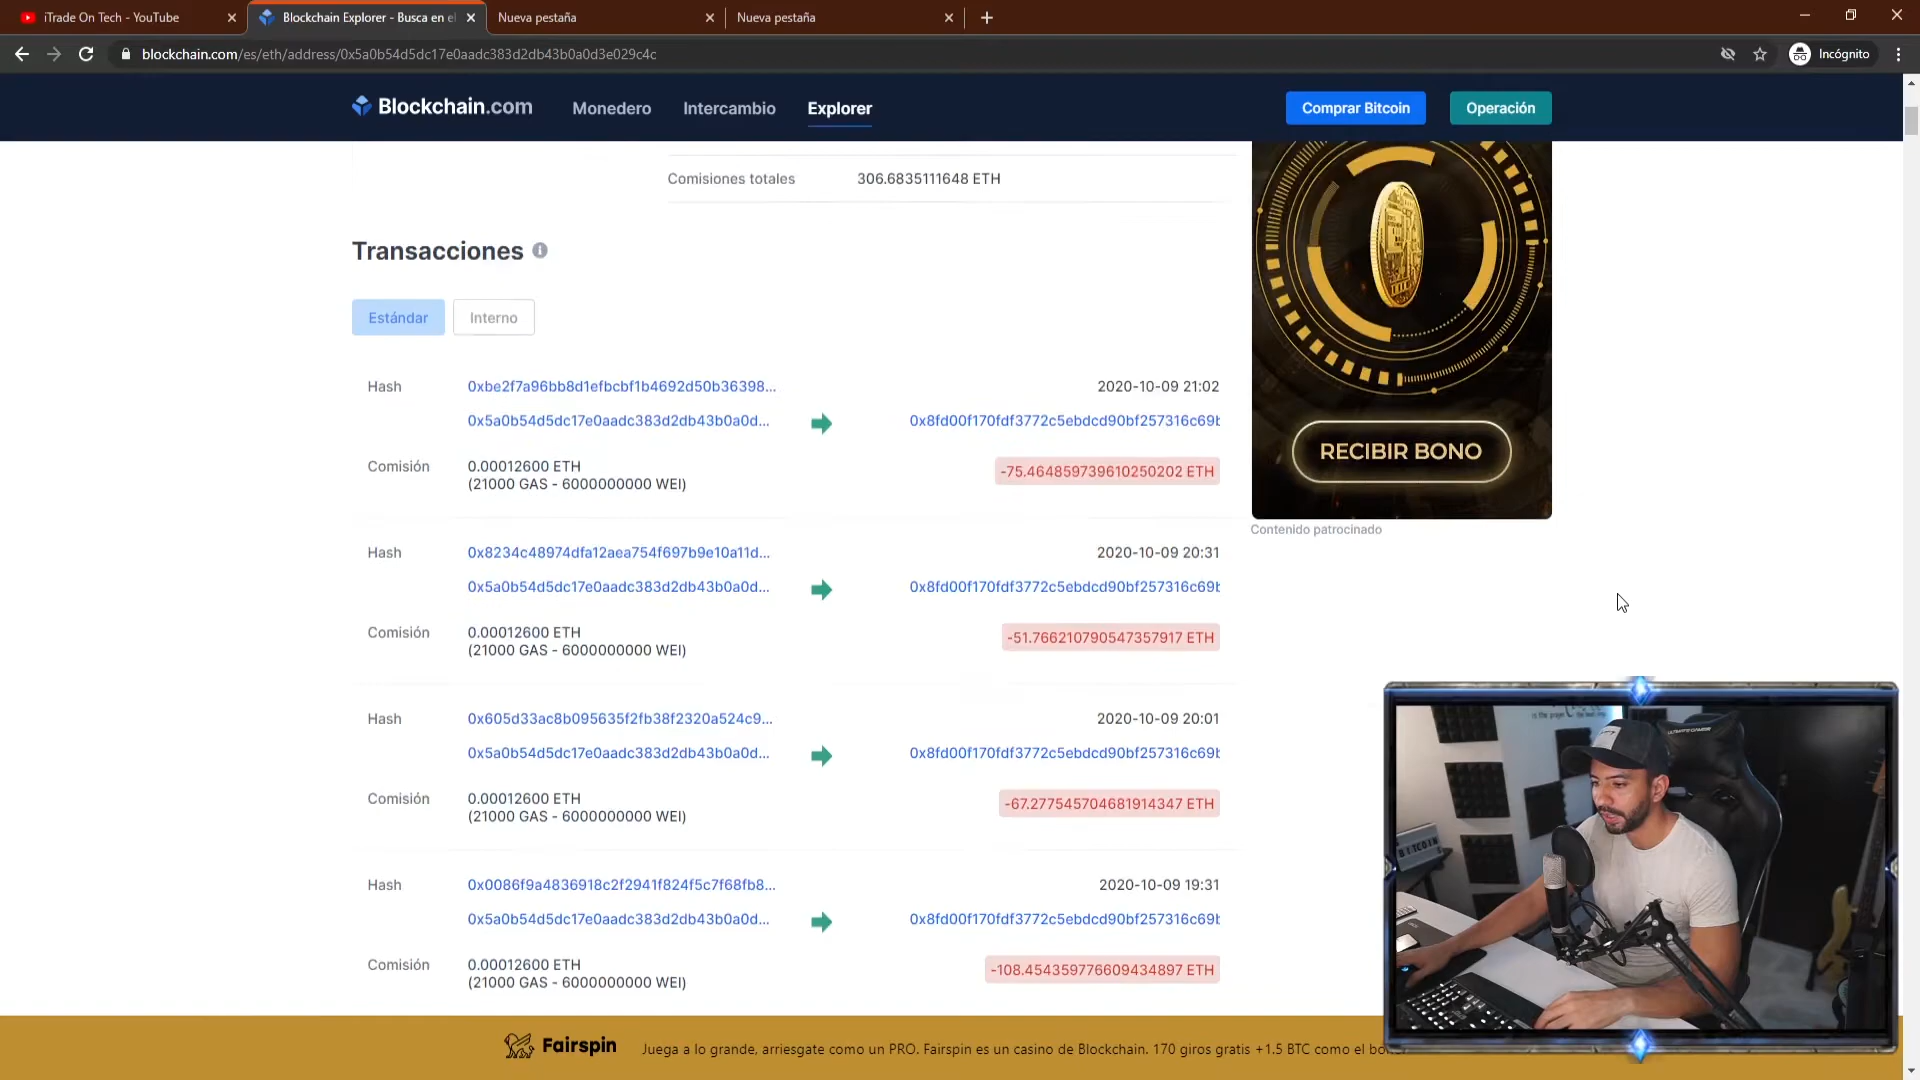 iTrade On Tech - YouTube
Blockchain Explorer - Busca en el
Nueva pestaña
Nueva pestaña
blockchain.com/es/eth/address/0x5a0b54d5dc17e0aadc383d2db43b0a0d3e029c4c
Incógnito
Blockchain.com
Monedero
Intercambio
Explorer
Comprar Bitcoin
Operación
Comisiones totales
306.6835111648 ETH
Transacciones
Estándar
Interno
Hash
0xbe2f7a96bb8d1efbcbf1b4692d50b36398...
2020-10-09 21:02
0x5a0b54d5dc17e0aadc383d2db43b0a0d...
0x8fd00f170fdf3772c5ebdcd90bf257316c69b
Comisión
0.00012600 ETH
(21000 GAS - 6000000000 WEI)
-75.464859739610250202 ETH
Hash
0x8234c48974dfa12aea754f697b9e10a11d...
2020-10-09 20:31
0x5a0b54d5dc17e0aadc383d2db43b0a0d...
0x8fd00f170fdf3772c5ebdcd90bf257316c69b
Comisión
0.00012600 ETH
(21000 GAS - 6000000000 WEI)
-51.766210790547357917 ETH
Hash
0x605d33ac8b095635f2fb38f2320a524c9...
2020-10-09 20:01
0x5a0b54d5dc17e0aadc383d2db43b0a0d...
0x8fd00f170fdf3772c5ebdcd90bf257316c69b
Comisión
0.00012600 ETH
(21000 GAS - 6000000000 WEI)
-67.277545704681914347 ETH
Hash
0x0086f9a4836918c2f2941f824f5c7f68fb8...
2020-10-09 19:31
0x5a0b54d5dc17e0aadc383d2db43b0a0d...
0x8fd00f170fdf3772c5ebdcd90bf257316c69b
Comisión
0.00012600 ETH
(21000 GAS - 6000000000 WEI)
-108.454359776609434897 ETH
RECIBIR BONO
Contenido patrocinado
BITCOIN
Fairspin
Juega a lo grande, arriesgate como un PRO. Fairspin es un casino de Blockchain. 170 giros gratis +1.5 BTC como el